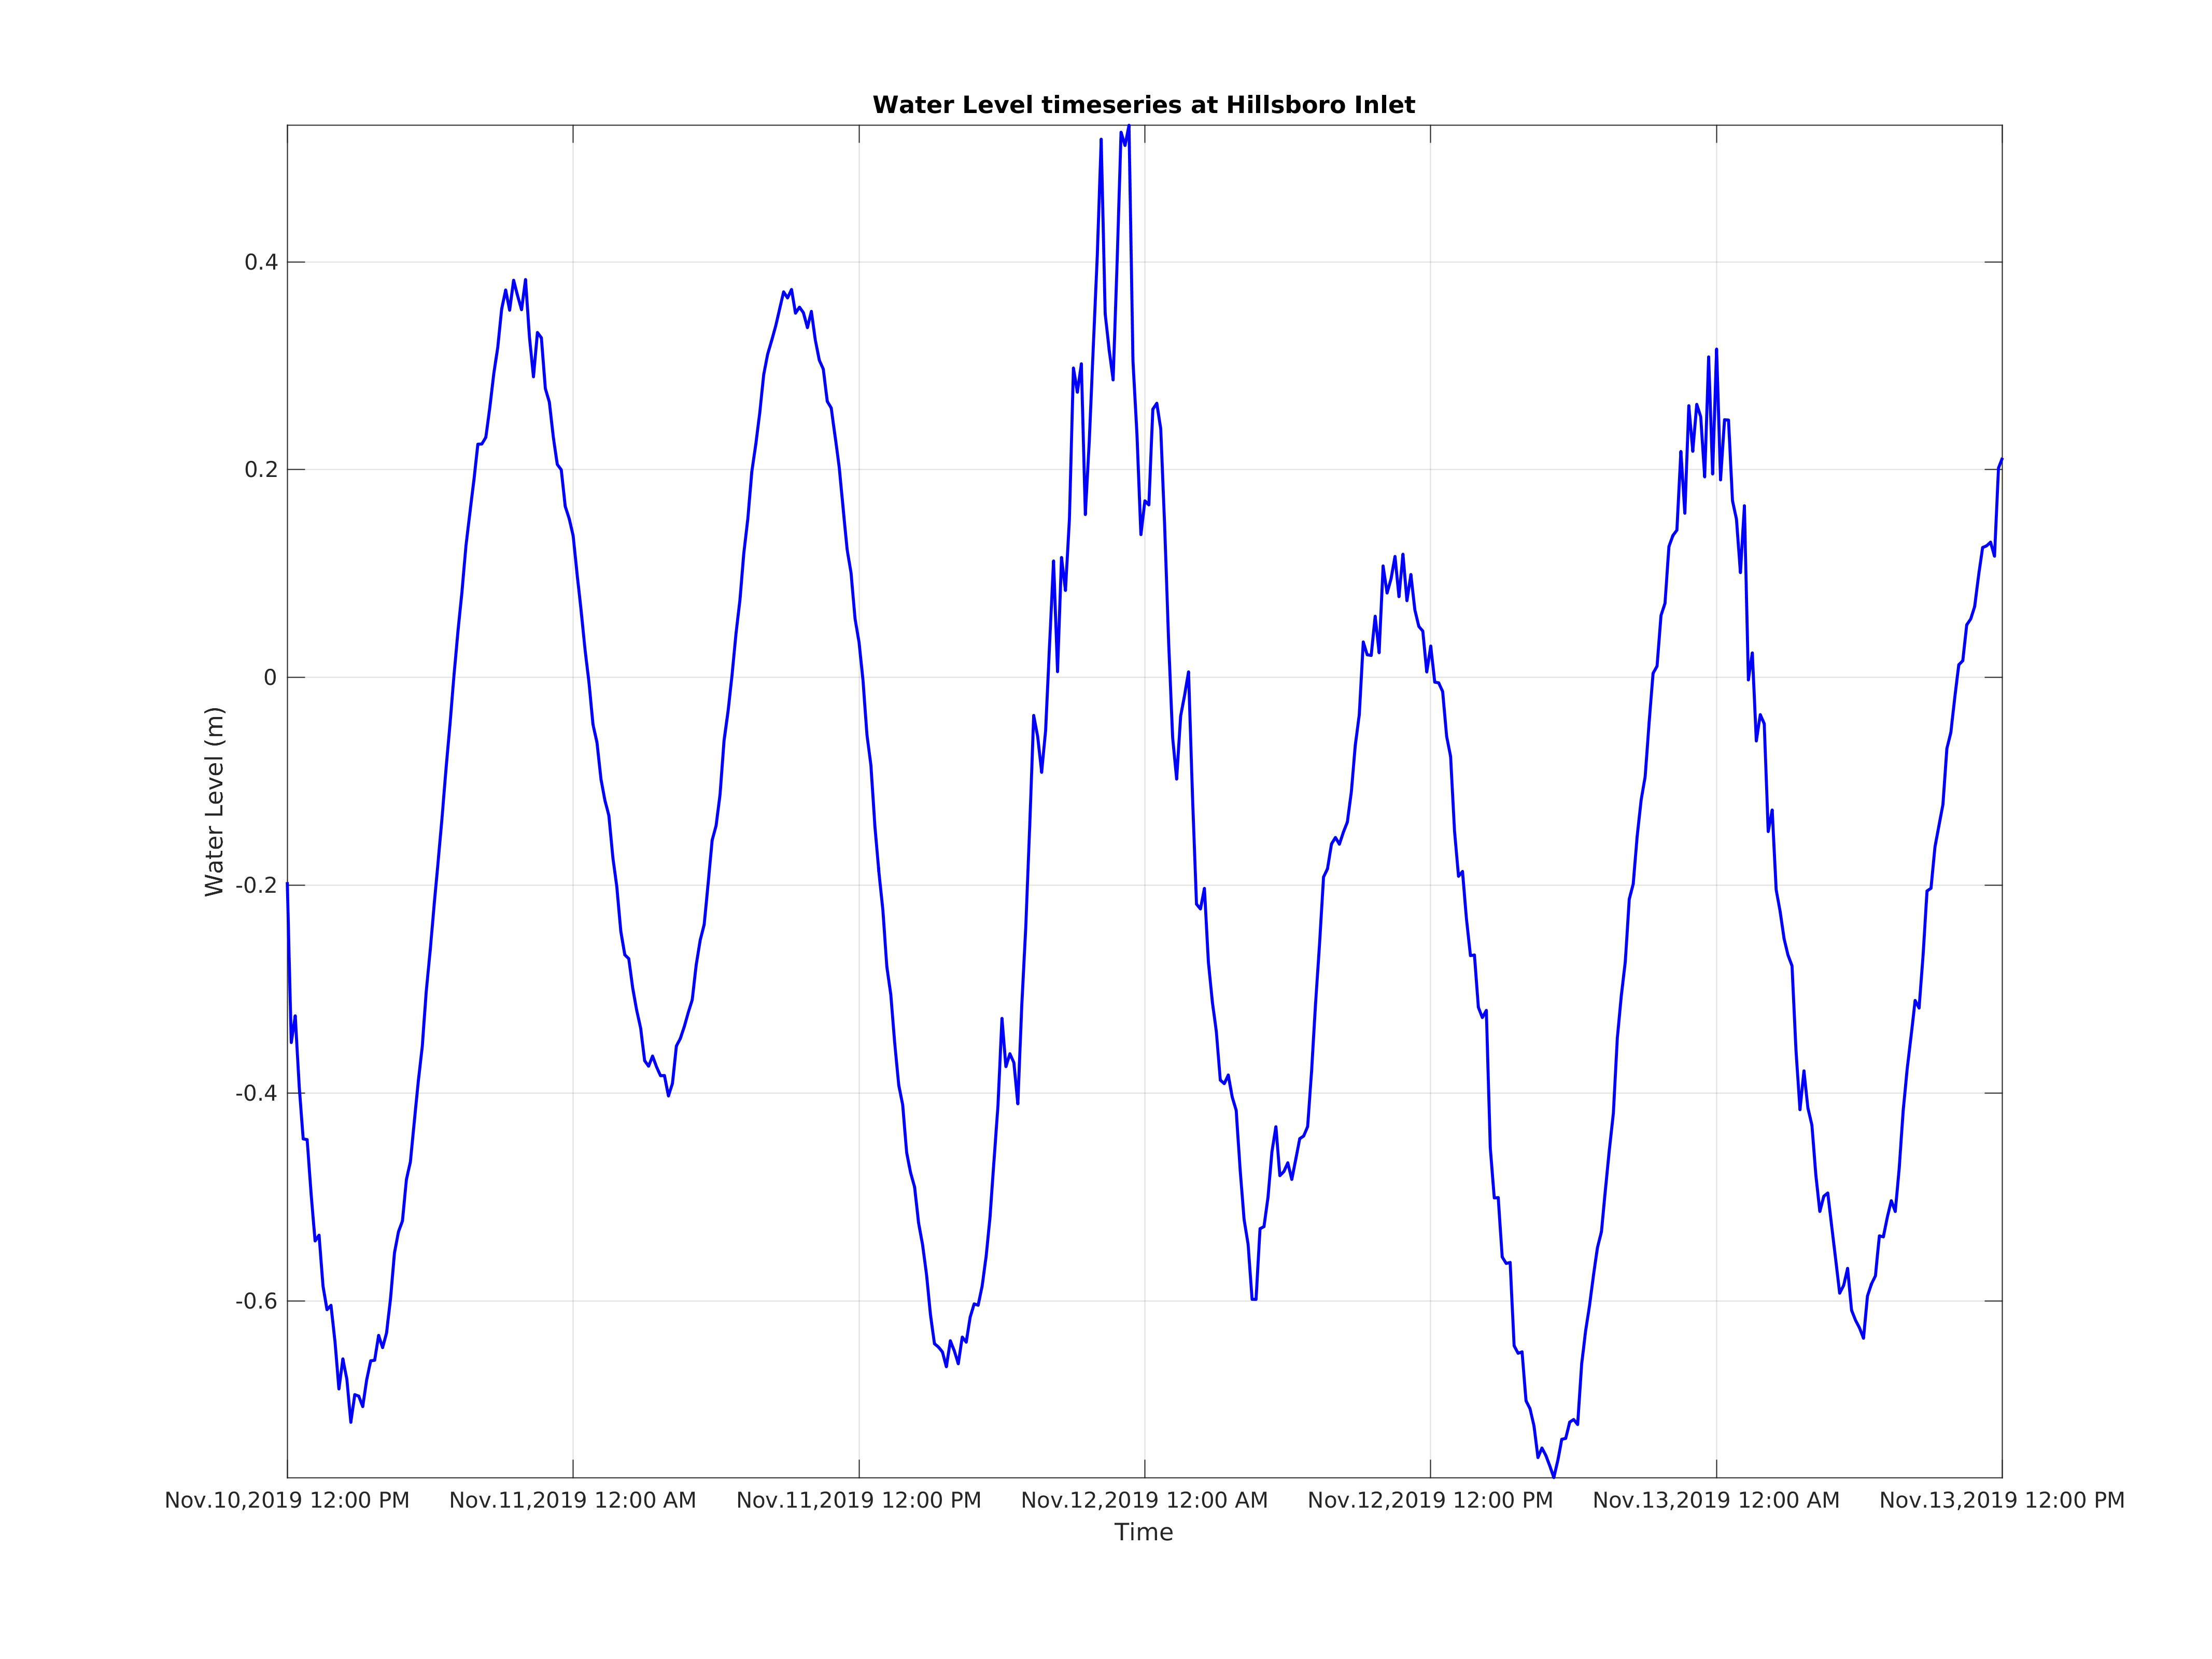 Water Level timeseries at Hillsboro Inlet
0.4
0.2
0
-0.2
-0.4
-0.6
Water Level (m)
Nov.10,2019 12:00 PM Nov.11,2019 12:00 AM Nov.11,2019 12:00 PM Nov.12,2019 12:00 AM Nov.12,2019 12:00 PM Nov.13,2019 12:00 AM Nov.13,2019 12:00 PM
Time